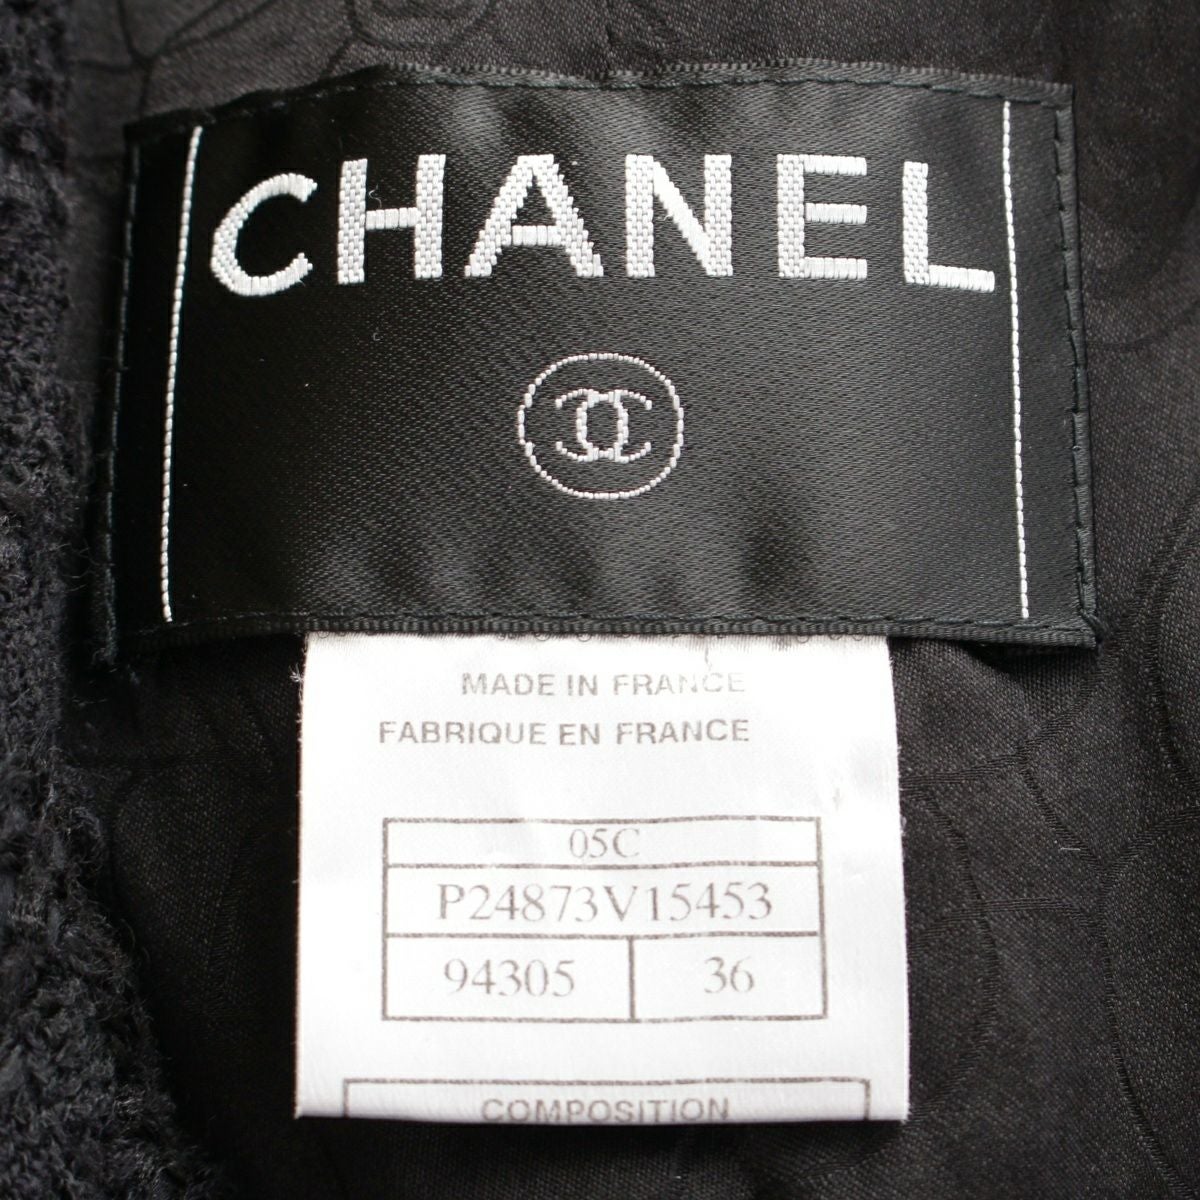 CHANEL
MADE IN FRANCE
FABRIQUE EN FRANCE
05C
P24873V15453
94305 36
COMPOSITION